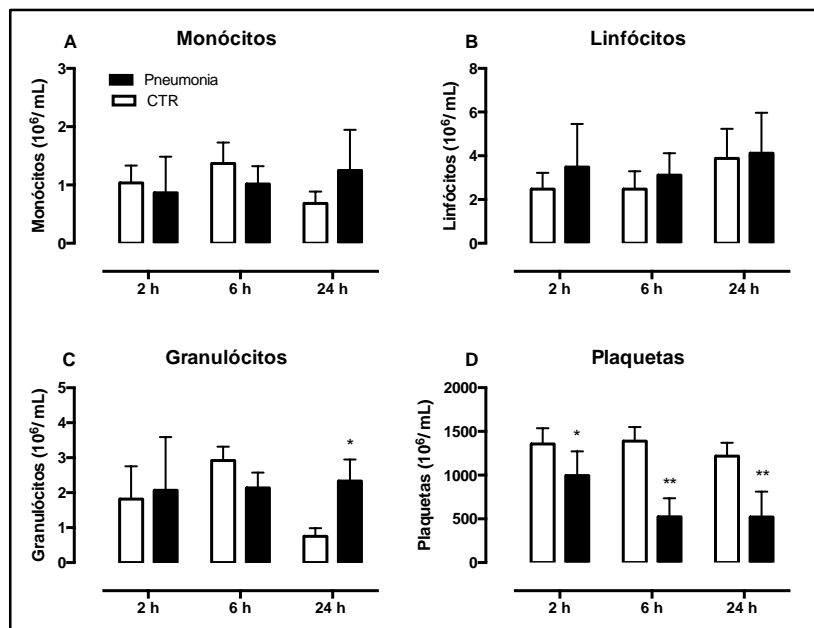 A
Monócitos
Monócitos (10⁶/ mL)
3
2
1
0
Pneumonia
CTR
2 h
6 h
24 h
B
Linfócitos
Linfócitos (10⁶/ mL)
8
6
4
2
0
2 h
6 h
24 h
C
Granulócitos
Granulócitos (10⁶/ mL)
5
4
3
2
1
0
*
2 h
6 h
24 h
D
Plaquetas
Plaquetas (10⁶/ mL)
2000
1500
1000
500
0
*
**
**
2 h
6 h
24 h